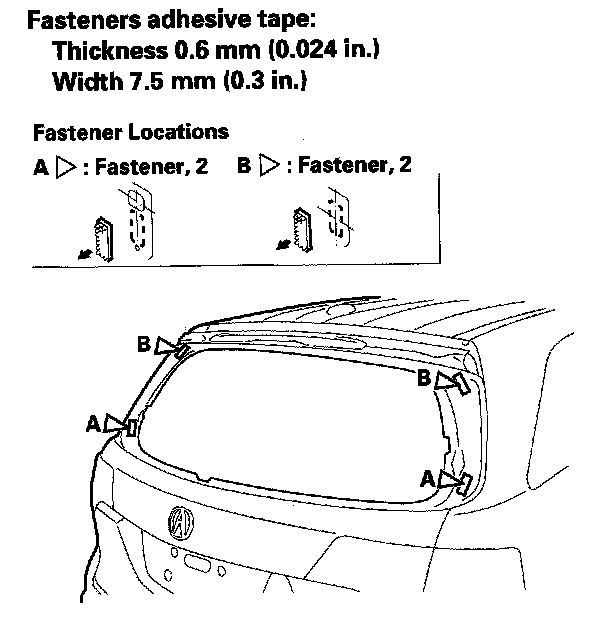 Fasteners adhesive tape:
Thickness 0.6 mm (0.024 in.)
Width 7.5 mm (0.3 in.)
Fastener Locations
A ▷ : Fastener, 2 B ▷ : Fastener, 2
B
B
A
A